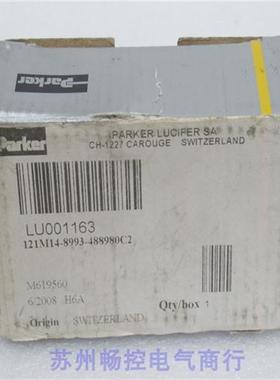 Parker
Parker
PARKER LUCIFER SA
CH-1227 CAROUGE SWITZERLAND
LU001163
121M14-8993-488980C2
M619560
6/2008 H6A
Qty/box 1
Origin SWITZERLAND
苏州畅控电气商行